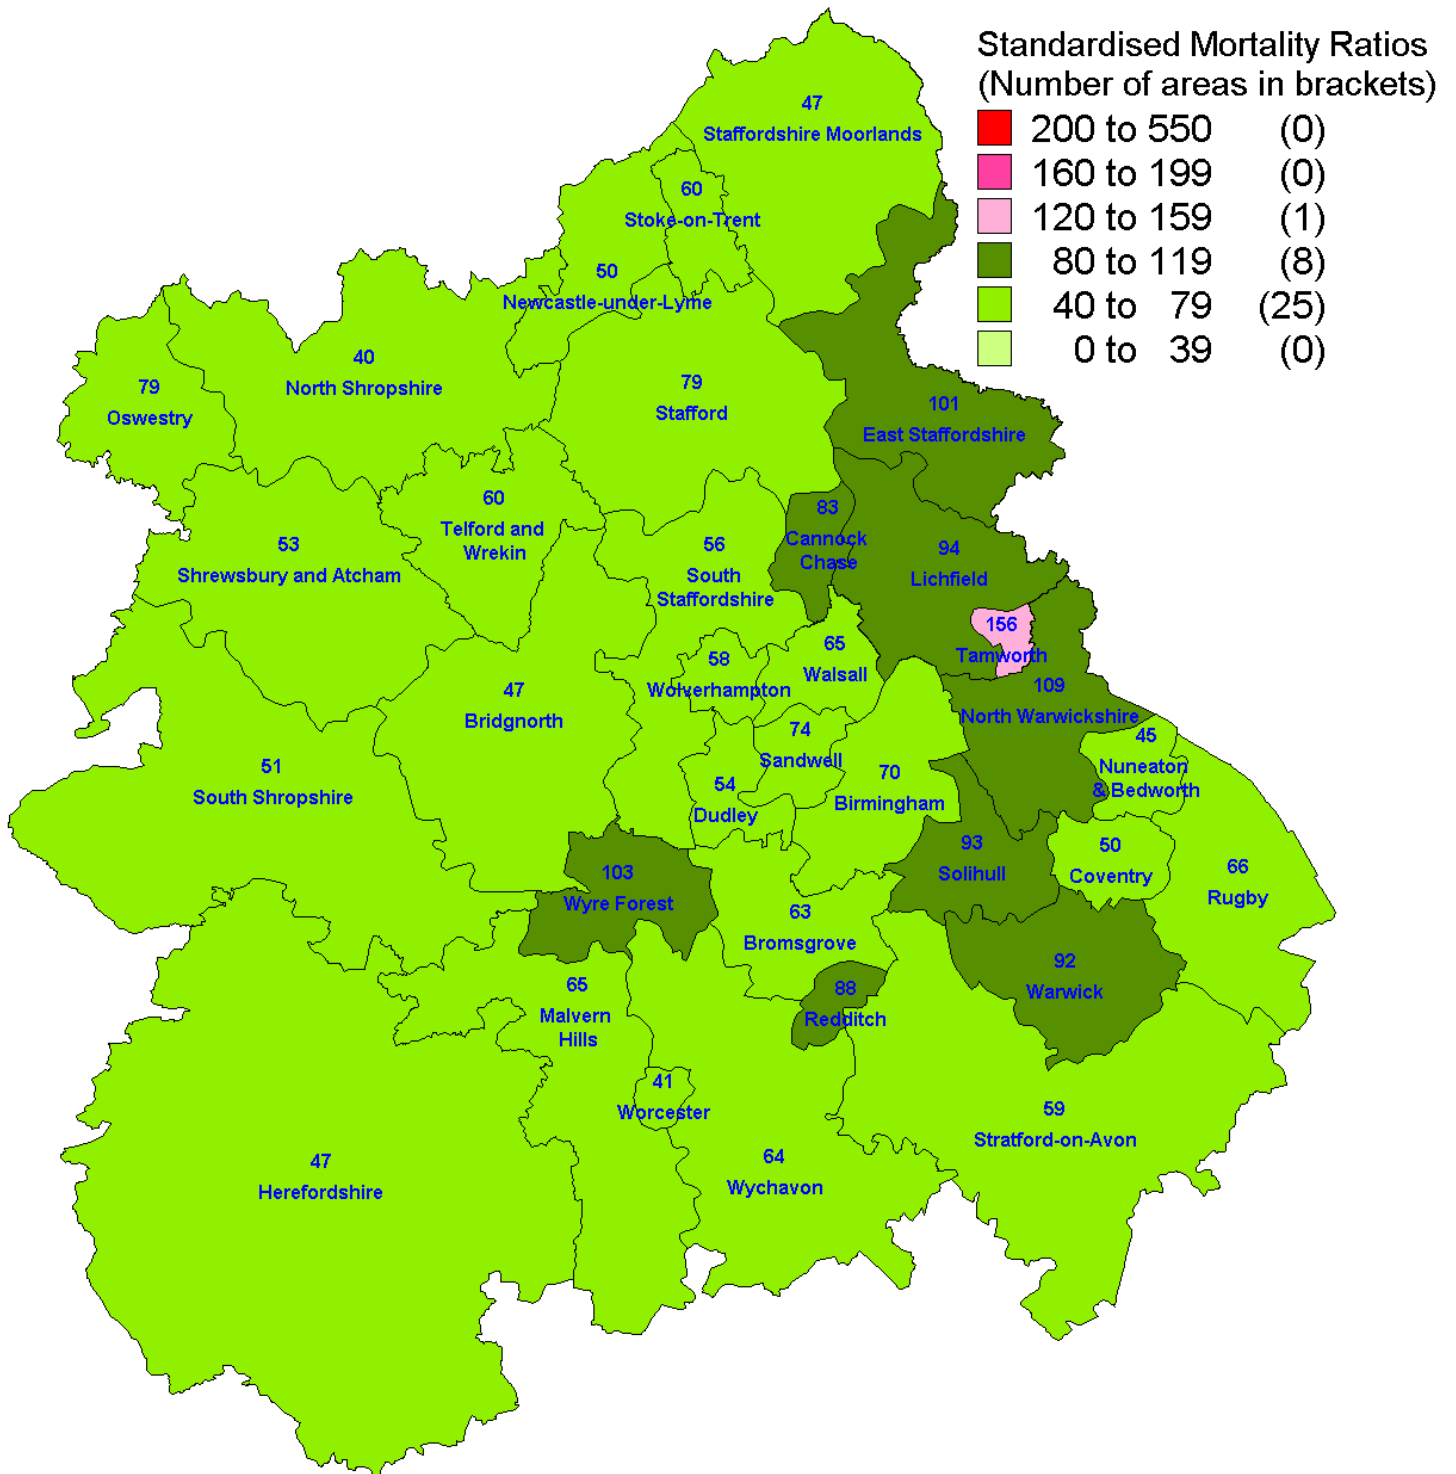 Standardised Mortality Ratios
(Number of areas in brackets)
200 to 550 (0)
160 to 199 (0)
120 to 159 (1)
80 to 119 (8)
40 to 79 (25)
0 to 39 (0)
47
Staffordshire Moorlands
60
Stoke-on-Trent
50
Newcastle-under-Lyme
40
North Shropshire
79
Oswestry
79
Stafford
101
East Staffordshire
60
Telford and
Wrekin
83
Cannock
Chase
53
Shrewsbury and Atcham
56
South
Staffordshire
94
Lichfield
156
Tamworth
65
Walsall
58
Wolverhampton
47
Bridgnorth
109
North Warwickshire
74
Sandwell
45
Nuneaton
& Bedworth
51
South Shropshire
54
Dudley
70
Birmingham
93
Solihull
50
Coventry
66
Rugby
103
Wyre Forest
63
Bromsgrove
92
Warwick
65
Malvern
Hills
88
Redditch
41
Worcester
59
Stratford-on-Avon
47
Herefordshire
64
Wychavon